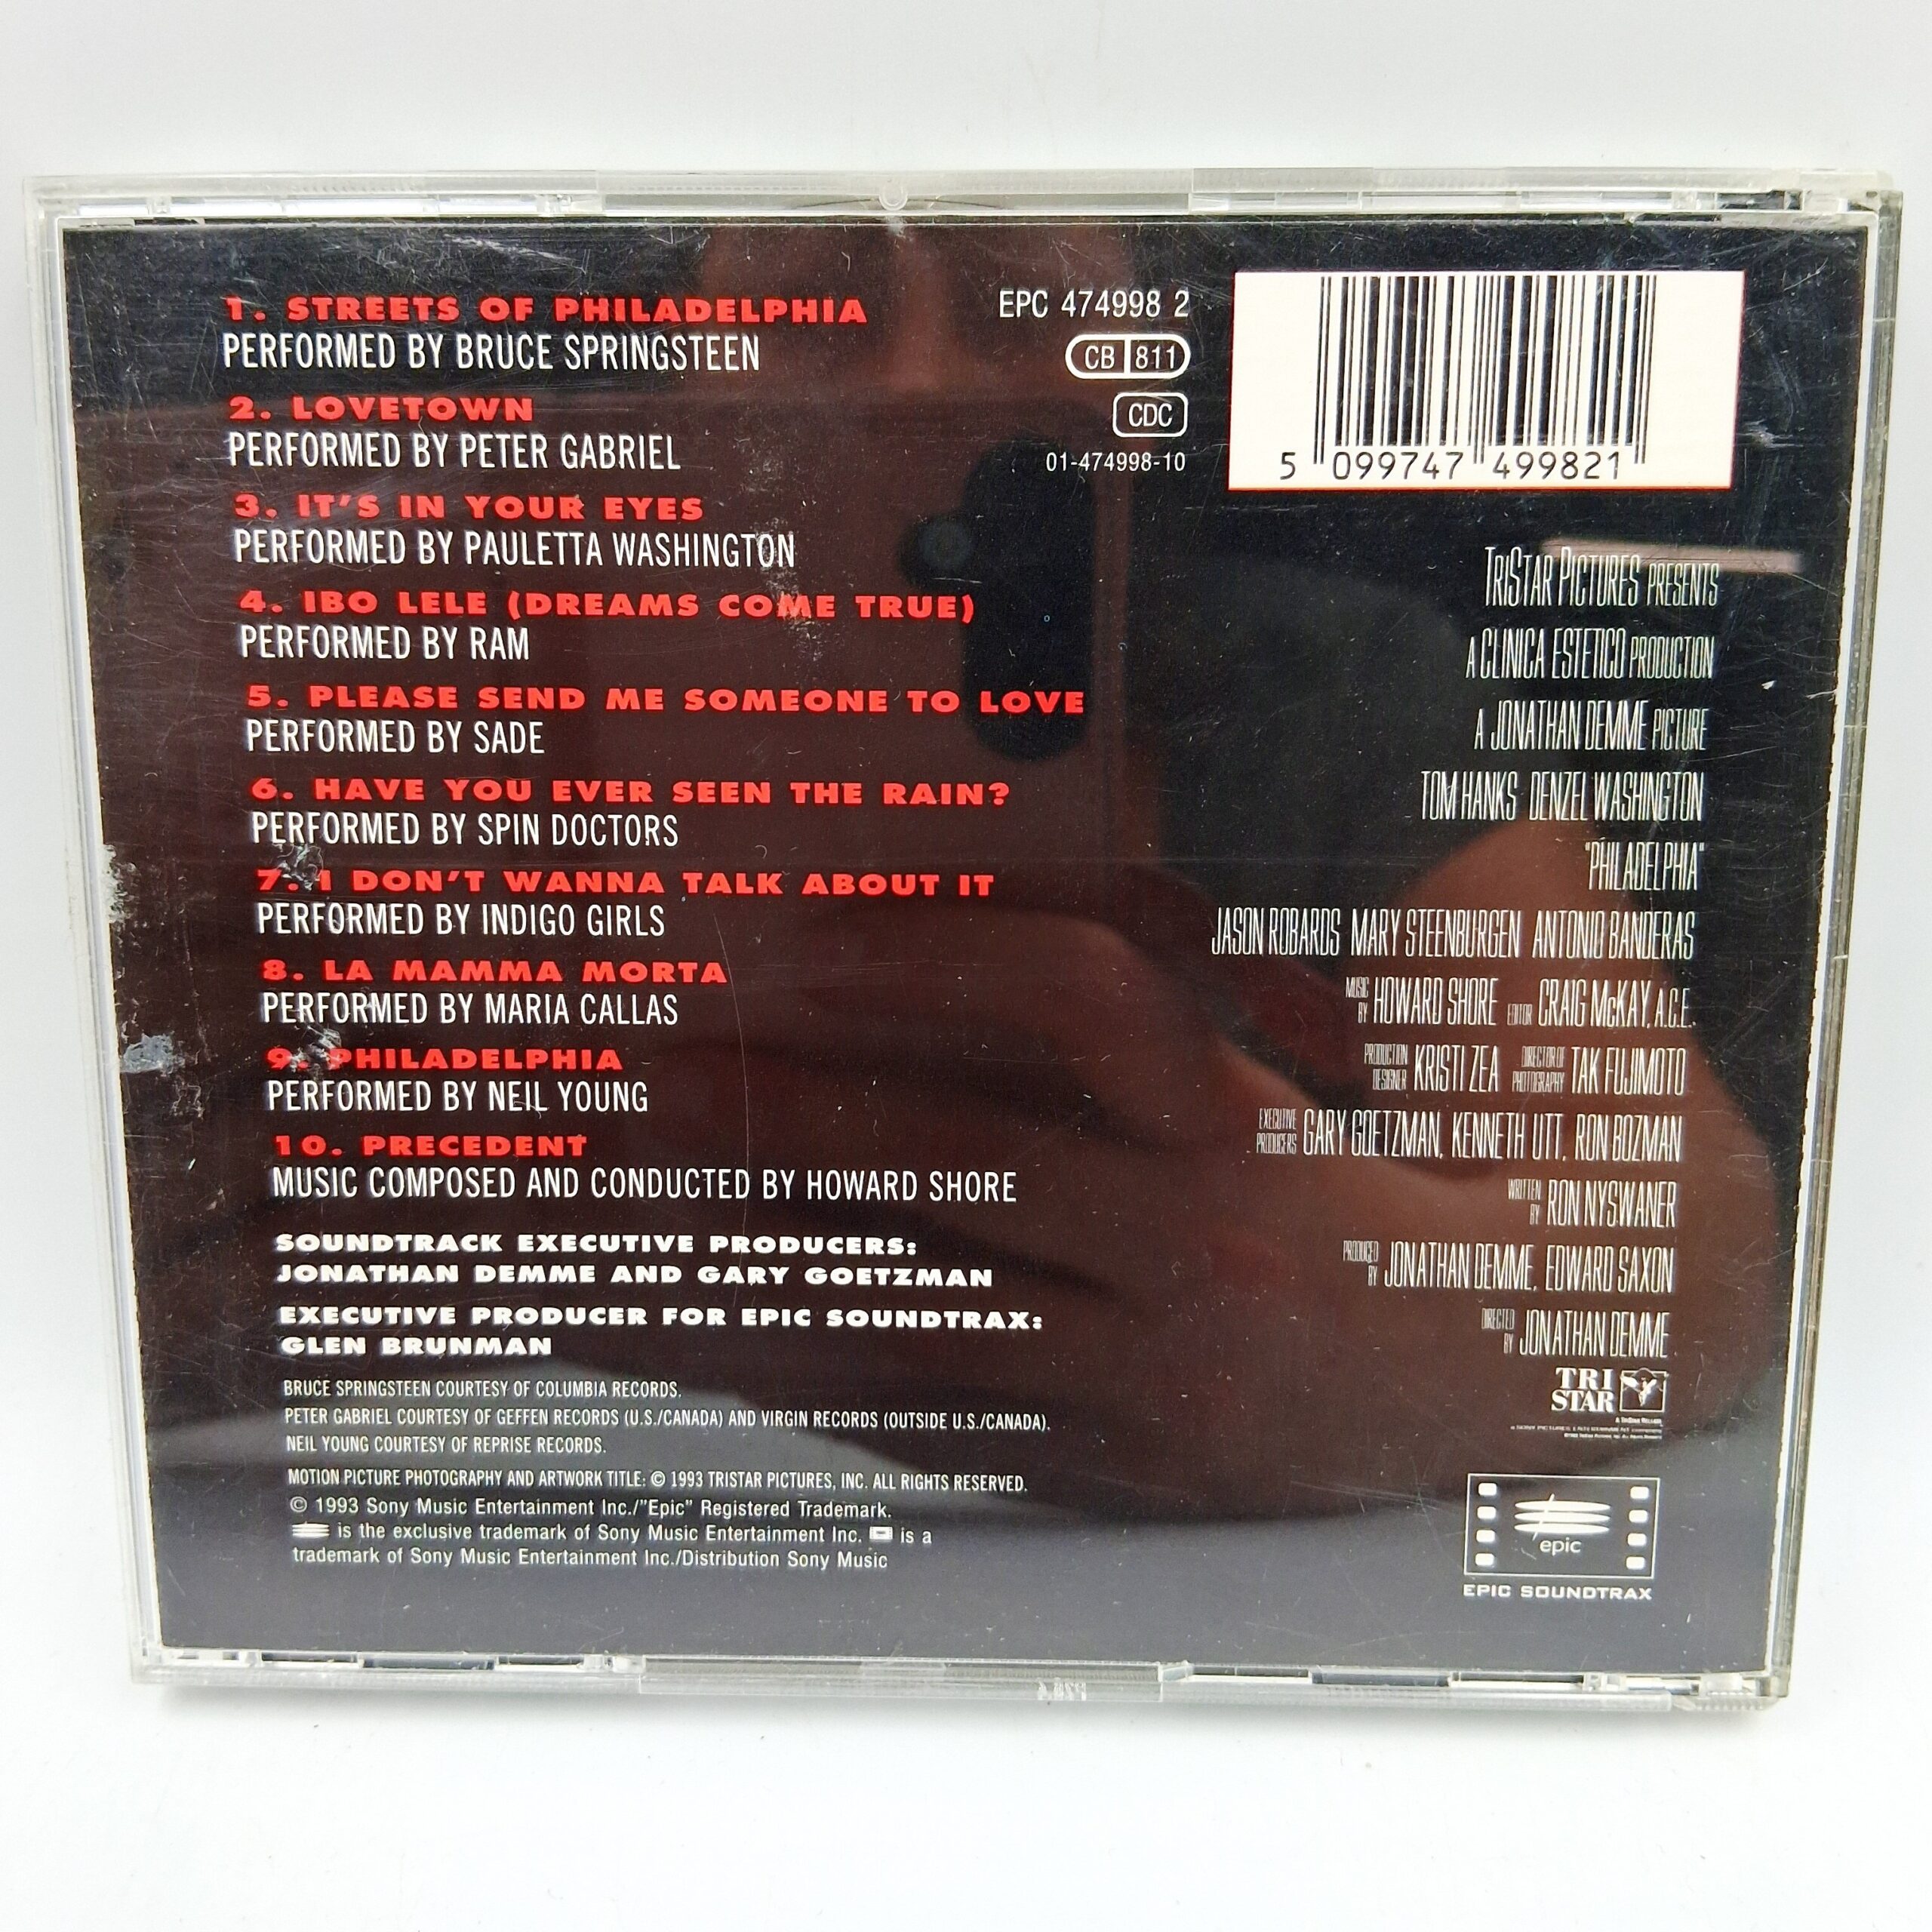 1. STREETS OF PHILADELPHIA
PERFORMED BY BRUCE SPRINGSTEEN
2. LOVETOWN
PERFORMED BY PETER GABRIEL
3. IT'S IN YOUR EYES
PERFORMED BY PAULETTA WASHINGTON
4. IBO LELE (DREAMS COME TRUE)
PERFORMED BY RAM
5. PLEASE SEND ME SOMEONE TO LOVE
PERFORMED BY SADE
6. HAVE YOU EVER SEEN THE RAIN?
PERFORMED BY SPIN DOCTORS
7. I DON'T WANNA TALK ABOUT IT
PERFORMED BY INDIGO GIRLS
8. LA MAMMA MORTA
PERFORMED BY MARIA CALLAS
9. PHILADELPHIA
PERFORMED BY NEIL YOUNG
10. PRECEDENT
MUSIC COMPOSED AND CONDUCTED BY HOWARD SHORE
SOUNDTRACK EXECUTIVE PRODUCERS:
JONATHAN DEMME AND GARY GOETZMAN
EXECUTIVE PRODUCER FOR EPIC SOUNDTRAX:
GLEN BRUNMAN
BRUCE SPRINGSTEEN COURTESY OF COLUMBIA RECORDS.
PETER GABRIEL COURTESY OF GEFFEN RECORDS (U.S./CANADA) AND VIRGIN RECORDS (OUTSIDE U.S./CANADA).
NEIL YOUNG COURTESY OF REPRISE RECORDS.
MOTION PICTURE PHOTOGRAPHY AND ARTWORK TITLE: © 1993 TRISTAR PICTURES, INC. ALL RIGHTS RESERVED.
© 1993 Sony Music Entertainment Inc./"Epic" Registered Trademark.
is the exclusive trademark of Sony Music Entertainment Inc. is a
trademark of Sony Music Entertainment Inc./Distribution Sony Music
EPC 474998 2
CB 811
CDC
01-474998-10
5 099747 499821
TRISTAR PICTURES PRESENTS
A CLINICA ESTETICO PRODUCTION
A JONATHAN DEMME PICTURE
TOM HANKS DENZEL WASHINGTON
"PHILADELPHIA"
JASON ROBARDS MARY STEENBURGEN ANTONIO BANDERAS
MUSIC BY HOWARD SHORE EDITOR CRAIG McKAY, A.C.E.
PRODUCTION DESIGNER KRISTI ZEA DIRECTOR OF PHOTOGRAPHY TAK FUJIMOTO
EXECUTIVE PRODUCERS GARY GOETZMAN, KENNETH UTT, RON BOZMAN
WRITTEN BY RON NYSWANER
PRODUCED BY JONATHAN DEMME, EDWARD SAXON
DIRECTED BY JONATHAN DEMME
TRI
STAR
epic
EPIC SOUNDTRAX